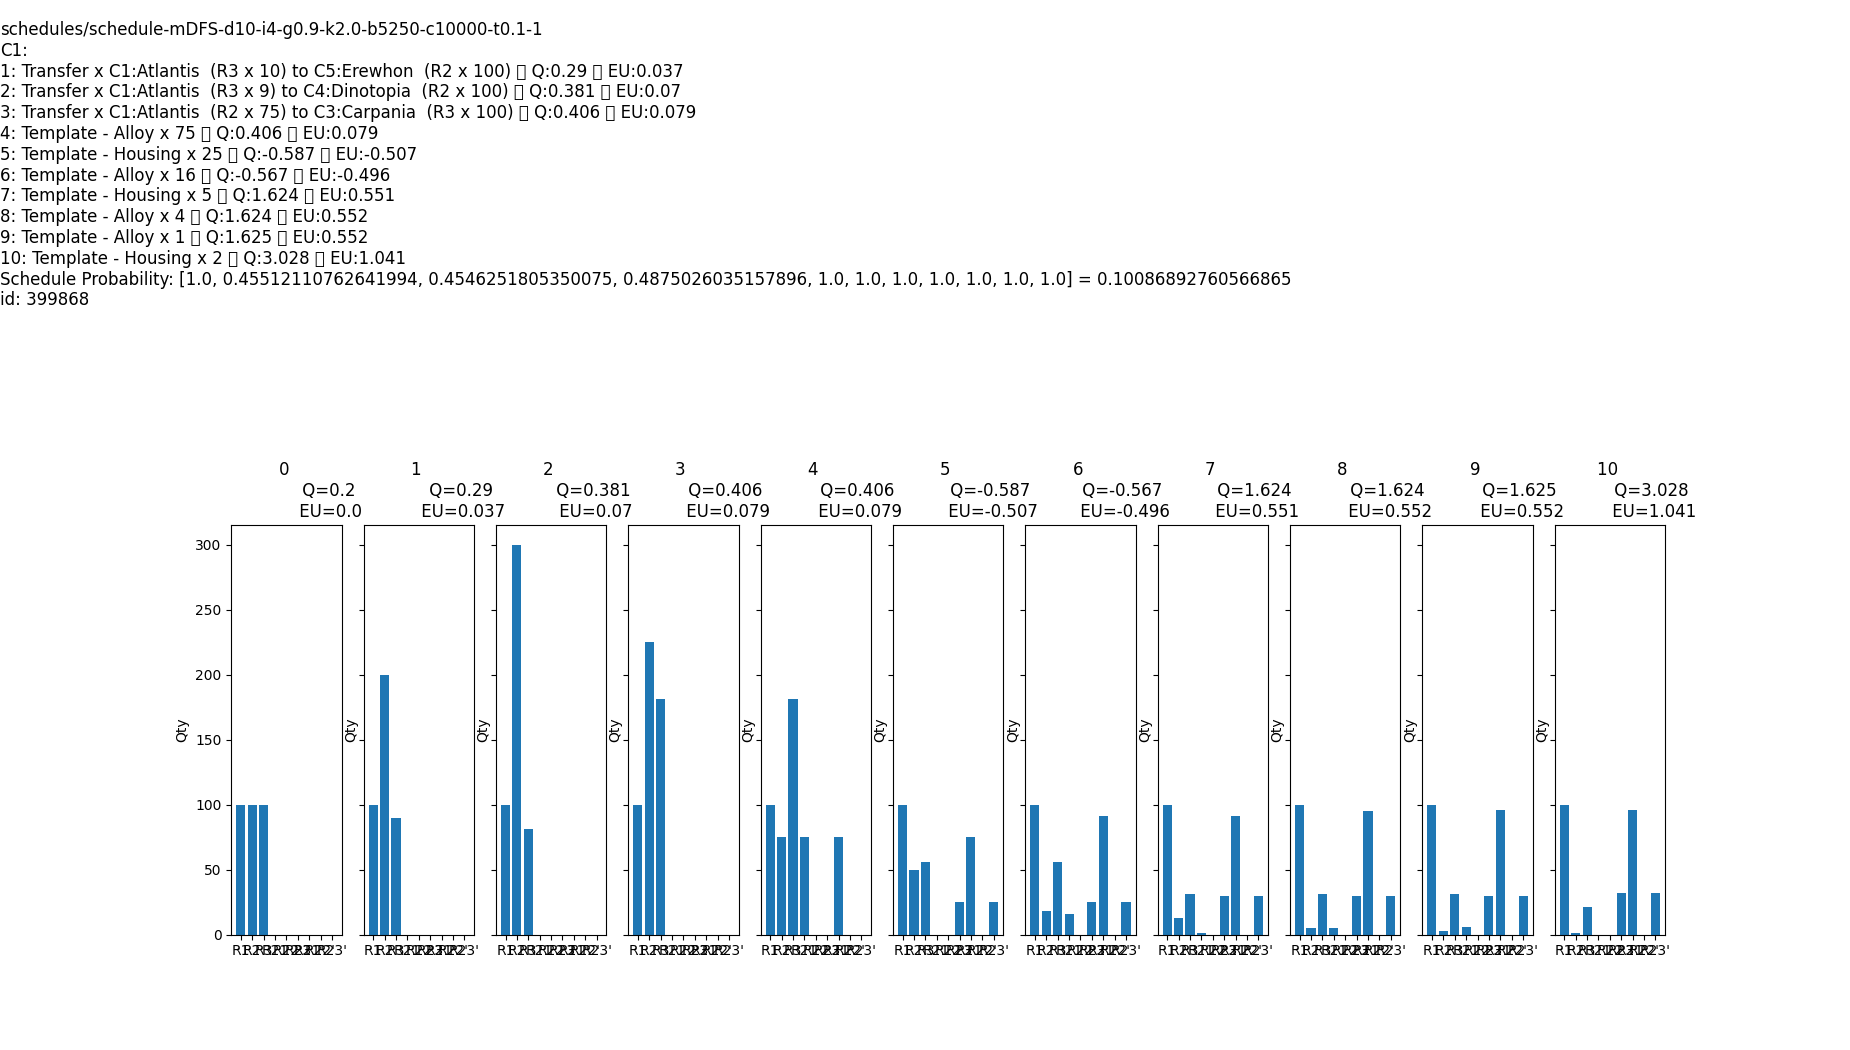 schedules/schedule-mDFS-d10-i4-g0.9-k2.0-b5250-c10000-t0.1-1
C1:
1: Transfer x C1:Atlantis  (R3 x 10) to C5:Erewhon  (R2 x 100) ▯ Q:0.29 ▯ EU:0.037
2: Transfer x C1:Atlantis  (R3 x 9) to C4:Dinotopia  (R2 x 100) ▯ Q:0.381 ▯ EU:0.07
3: Transfer x C1:Atlantis  (R2 x 75) to C3:Carpania  (R3 x 100) ▯ Q:0.406 ▯ EU:0.079
4: Template - Alloy x 75 ▯ Q:0.406 ▯ EU:0.079
5: Template - Housing x 25 ▯ Q:-0.587 ▯ EU:-0.507
6: Template - Alloy x 16 ▯ Q:-0.567 ▯ EU:-0.496
7: Template - Housing x 5 ▯ Q:1.624 ▯ EU:0.551
8: Template - Alloy x 4 ▯ Q:1.624 ▯ EU:0.552
9: Template - Alloy x 1 ▯ Q:1.625 ▯ EU:0.552
10: Template - Housing x 2 ▯ Q:3.028 ▯ EU:1.041
Schedule Probability: [1.0, 0.45512110762641994, 0.4546251805350075, 0.4875026035157896, 1.0, 1.0, 1.0, 1.0, 1.0, 1.0, 1.0] = 0.10086892760566865
id: 399868
0 1 2 3 4 5 6 7 8 9 10
Q=0.2 Q=0.29 Q=0.381 Q=0.406 Q=0.406 Q=-0.587 Q=-0.567 Q=1.624 Q=1.624 Q=1.625 Q=3.028
EU=0.0 EU=0.037 EU=0.07 EU=0.079 EU=0.079 EU=-0.507 EU=-0.496 EU=0.551 EU=0.552 EU=0.552 EU=1.041
300
250
200
150
100
50
0
Qty Qty Qty Qty Qty Qty Qty Qty Qty Qty Qty